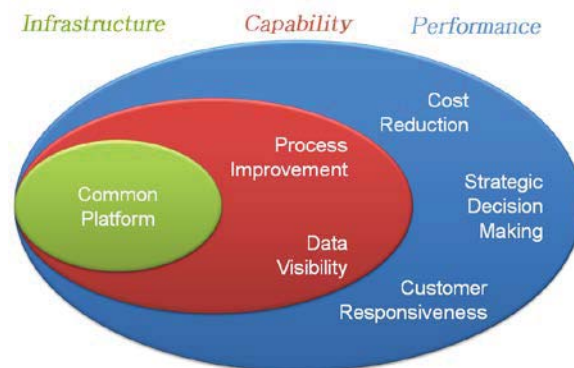 Infrastructure Capability Performance
Cost
Reduction
Process
Improvement
Common
Platform
Strategic
Decision
Making
Data
Visibility
Customer
Responsiveness